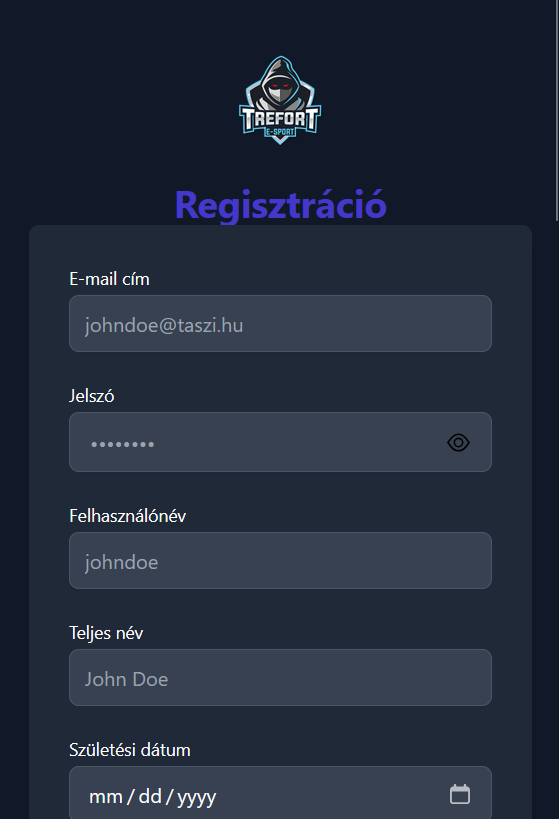 TREFORT
E-SPORT
Regisztráció
E-mail cím
johndoe@taszi.hu
Jelszó
••••••••
Felhasználónév
johndoe
Teljes név
John Doe
Születési dátum
mm / dd / yyyy